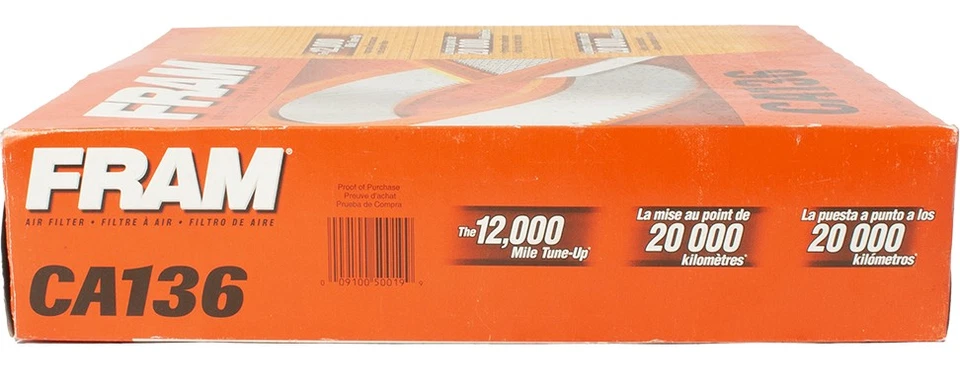 12,000
FRAM
CA136
FRAM®
AIR FILTER • FILTRE À AIR • FILTRO DE AIRE
CA136
Proof of Purchase
Preuve d'achat
Prueba de Compra
0 09100 50019 9
The 12,000
Mile Tune-Up*
La mise au point de
20 000
kilomètres*
La puesta a punto a los
20 000
kilómetros*